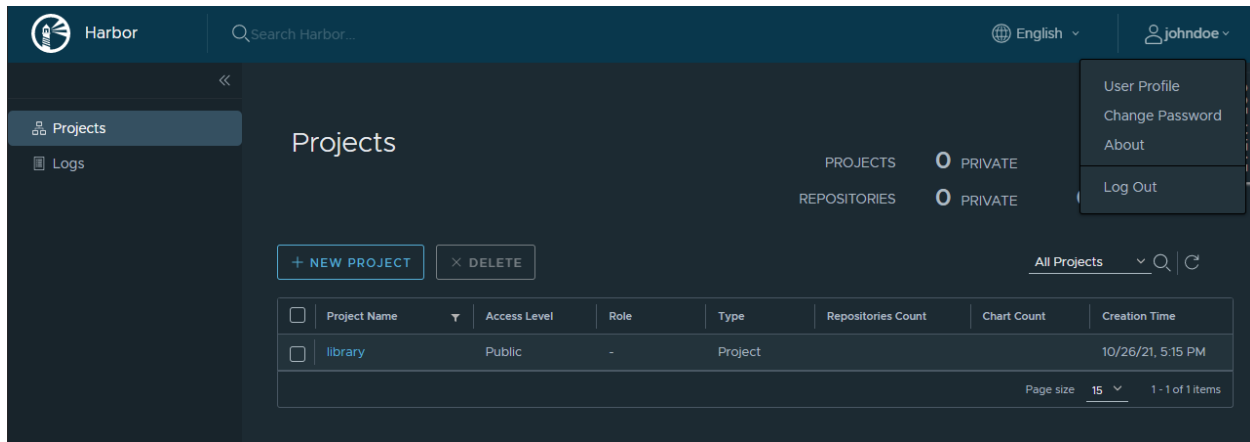 Harbor
Search Harbor...
English
johndoe
User Profile
Change Password
About
Log Out
Projects
Logs
Projects
PROJECTS 0 PRIVATE
REPOSITORIES 0 PRIVATE
+ NEW PROJECT
× DELETE
All Projects
Project Name Access Level Role Type Repositories Count Chart Count Creation Time
library Public - Project 10/26/21, 5:15 PM
Page size 15 1 - 1 of 1 items